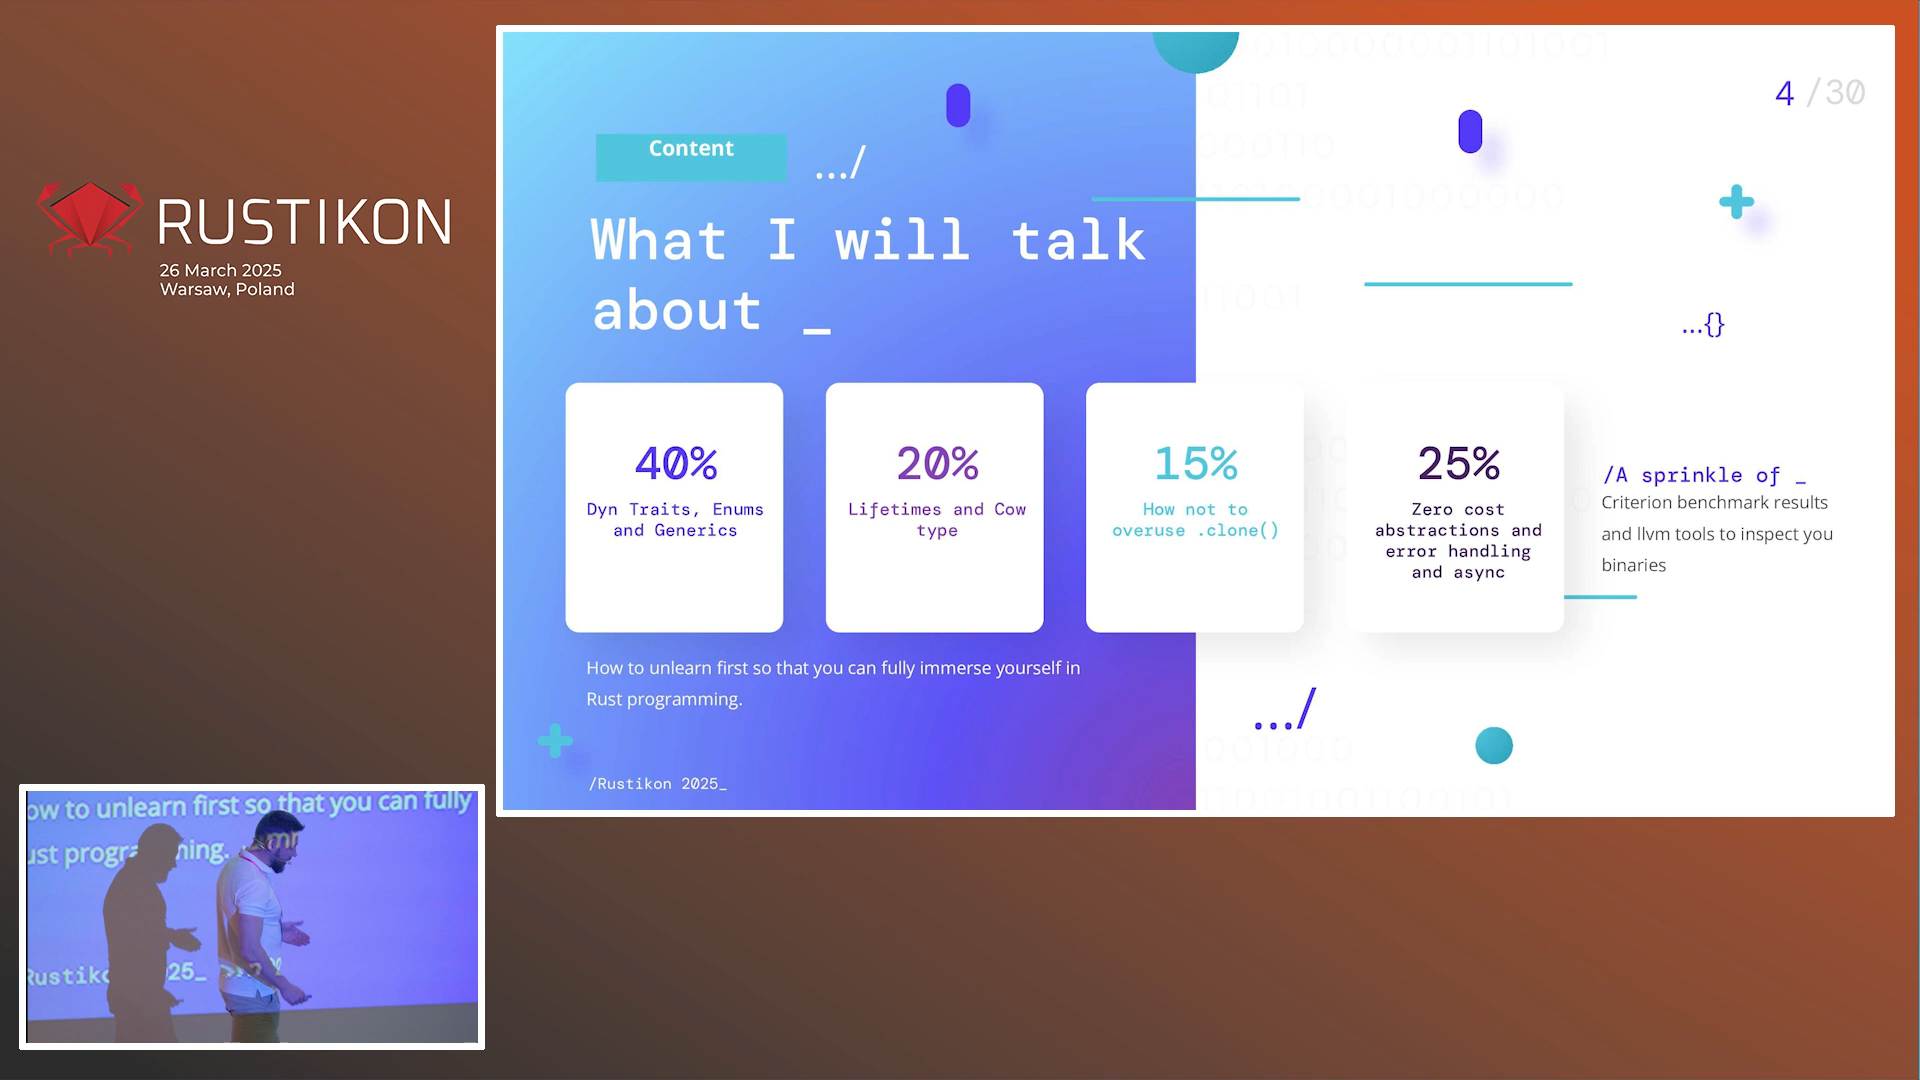 RUSTIKON
26 March 2025
Warsaw, Poland
4 /30
Content
.../
What I will talk
about _
...{}
40%
Dyn Traits, Enums
and Generics
20%
Lifetimes and Cow
type
15%
How not to
overuse .clone()
25%
Zero cost
abstractions and
error handling
and async
/A sprinkle of _
Criterion benchmark results
and llvm tools to inspect you
binaries
How to unlearn first so that you can fully immerse yourself in
Rust programming.
.../
/Rustikon 2025_
ow to unlearn first so that you can fully